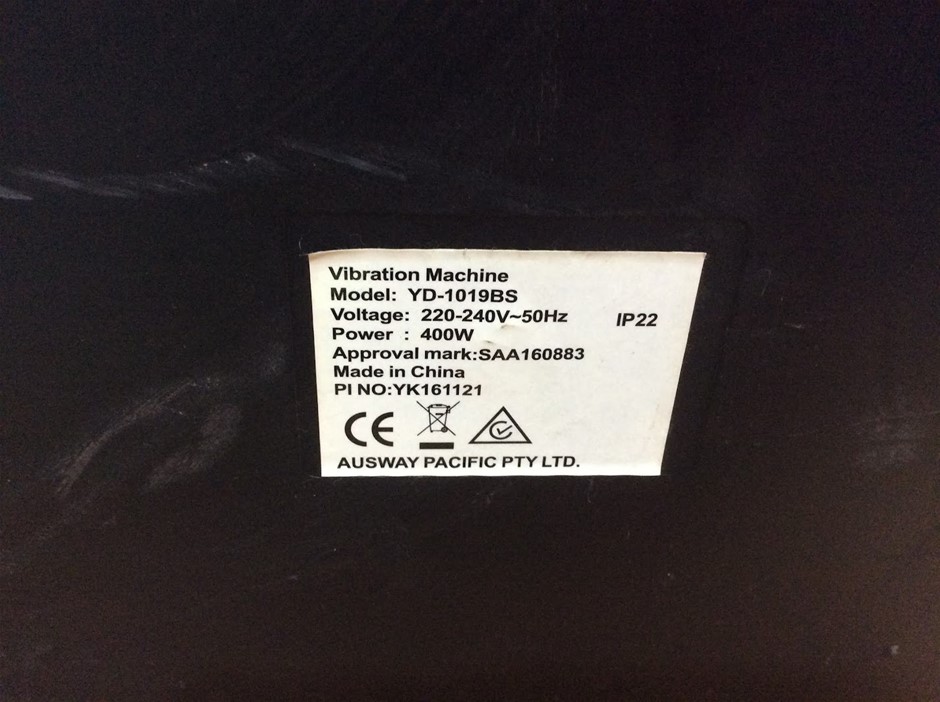 Vibration Machine
Model: YD-1019BS
Voltage: 220-240V~50Hz IP22
Power : 400W
Approval mark:SAA160883
Made in China
PI NO:YK161121
CE
AUSWAY PACIFIC PTY LTD.